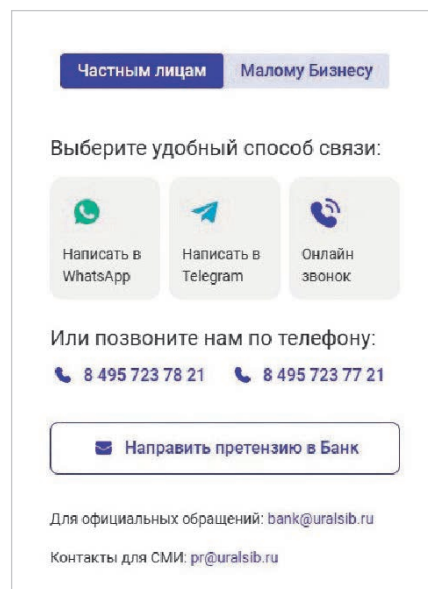 Частным лицам Малому Бизнесу
Выберите удобный способ связи:
Написать в WhatsApp
Написать в Telegram
Онлайн звонок
Или позвоните нам по телефону:
8 495 723 78 21 8 495 723 77 21
Направить претензию в Банк
Для официальных обращений: bank@uralsib.ru
Контакты для СМИ: pr@uralsib.ru